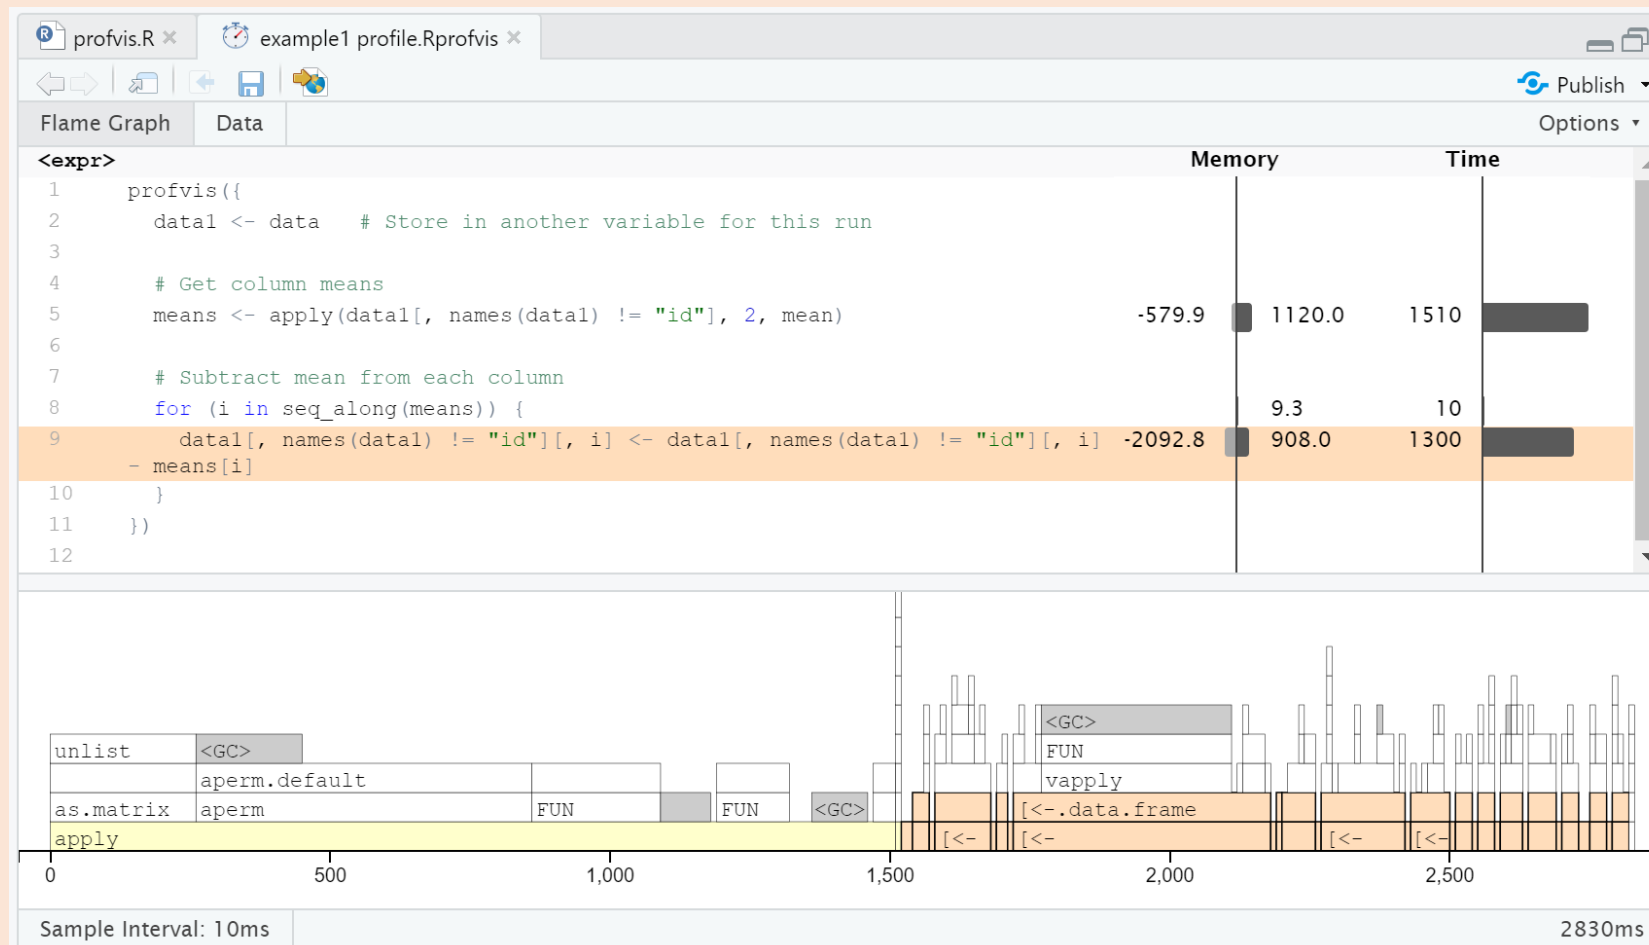 profvis.R × example1 profile.Rprofvis ×
Publish
Flame Graph Data Options
<expr> Memory Time
1 profvis({
2 data1 <- data # Store in another variable for this run
3
4 # Get column means
5 means <- apply(data1[, names(data1) != "id"], 2, mean) -579.9 1120.0 1510
6
7 # Subtract mean from each column
8 for (i in seq_along(means)) { 9.3 10
9 data1[, names(data1) != "id"][, i] <- data1[, names(data1) != "id"][, i] -2092.8 908.0 1300
- means[i]
10 }
11 })
12
<GC>
unlist <GC> FUN
aperm.default vapply
as.matrix aperm FUN FUN <GC> [<-.data.frame
apply [<- [<- [<- [<-
0 500 1,000 1,500 2,000 2,500
Sample Interval: 10ms 2830ms